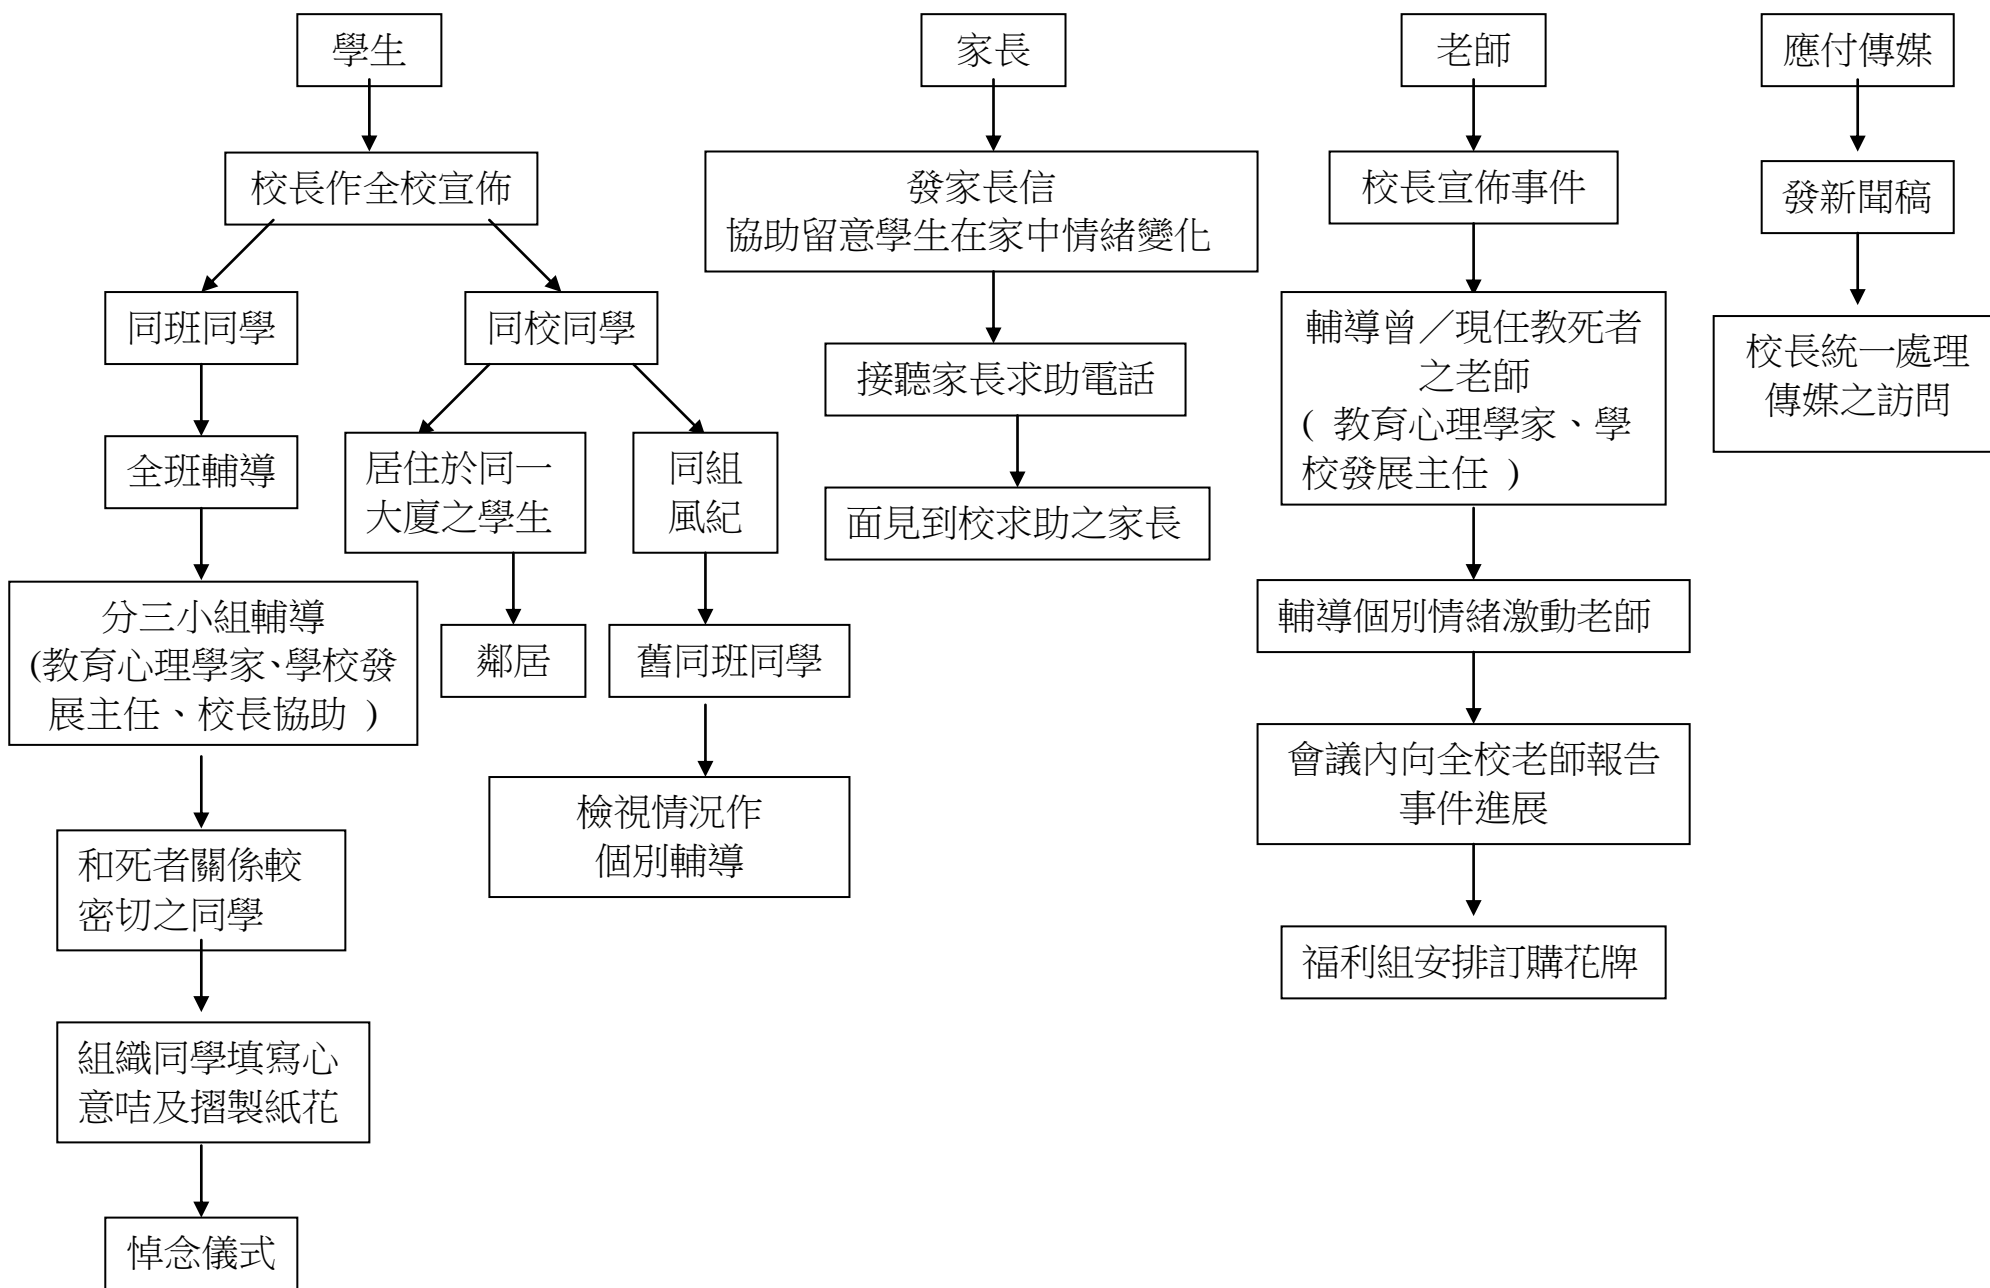 學生
校長作全校宣佈
同班同學
全班輔導
分三小組輔導
(教育心理學家、學校發
展主任、校長協助 )
和死者關係較
密切之同學
組織同學填寫心
意咭及摺製紙花
悼念儀式
同校同學
居住於同一
大廈之學生
鄰居
同組
風紀
舊同班同學
檢視情況作
個別輔導
家長
發家長信
協助留意學生在家中情緒變化
接聽家長求助電話
面見到校求助之家長
老師
校長宣佈事件
輔導曾／現任教死者
之老師
( 教育心理學家、學
校發展主任 )
輔導個別情緒激動老師
會議內向全校老師報告
事件進展
福利組安排訂購花牌
應付傳媒
發新聞稿
校長統一處理
傳媒之訪問